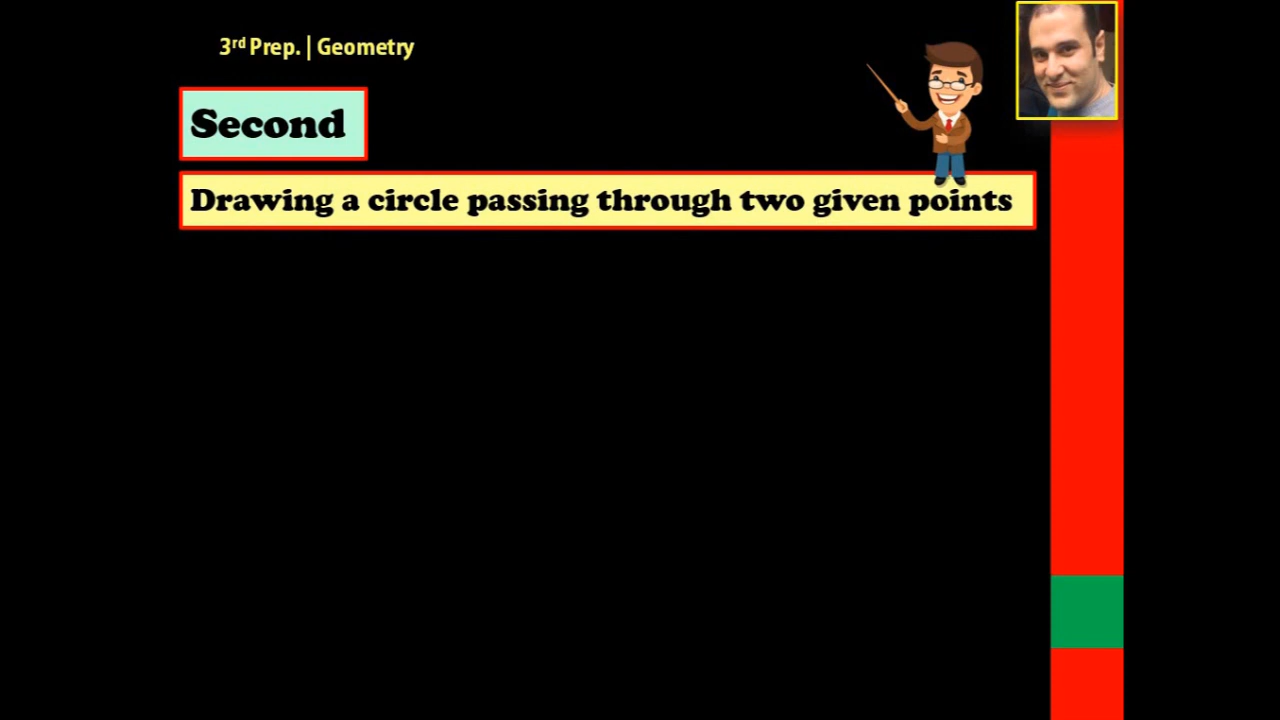 3rd Prep. | Geometry
Second
Drawing a circle passing through two given points